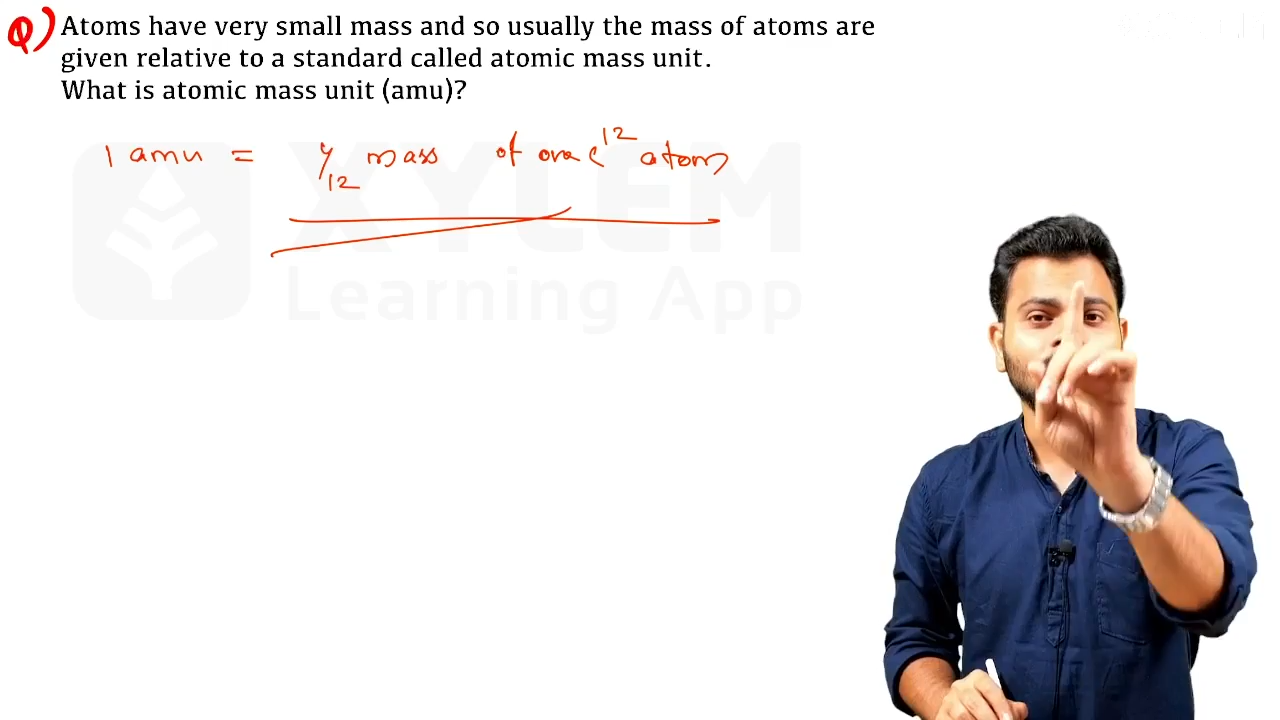 Q) Atoms have very small mass and so usually the mass of atoms are
given relative to a standard called atomic mass unit.
What is atomic mass unit (amu)?
1 amu = 1/12 mass of one C12 atom
XYLEM
Learning App